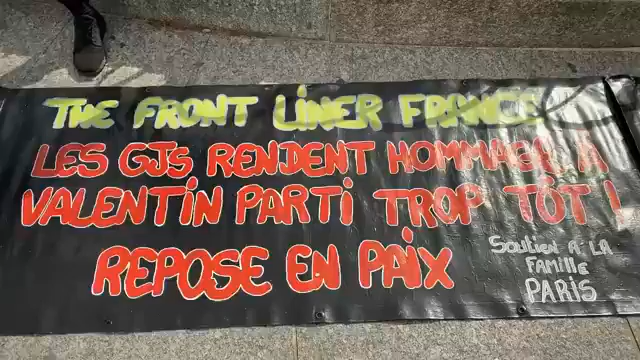 THE FRONT LINER FRANCE
LES GJS RENDENT HOMMAGE À
VALENTIN PARTI TROP TÔT !
REPOSE EN PAIX
Soutien À LA
FAMille
PARIS